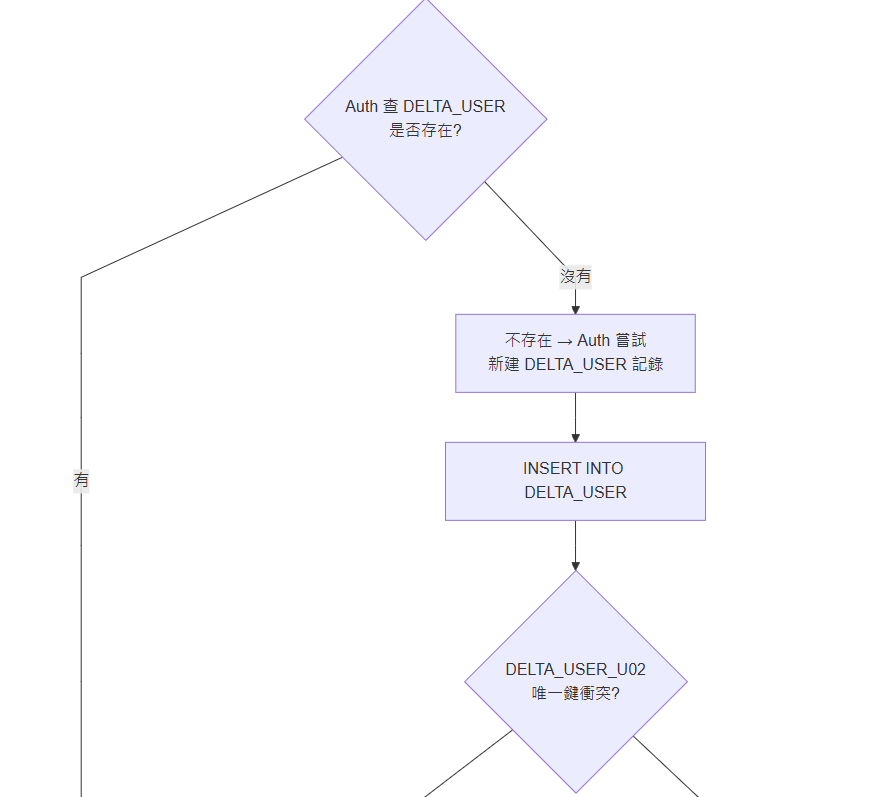 Auth 查 DELTA_USER
是否存在?
沒有
不存在 → Auth 嘗試
新建 DELTA_USER 記錄
INSERT INTO
DELTA_USER
有
DELTA_USER_U02
唯一鍵衝突?